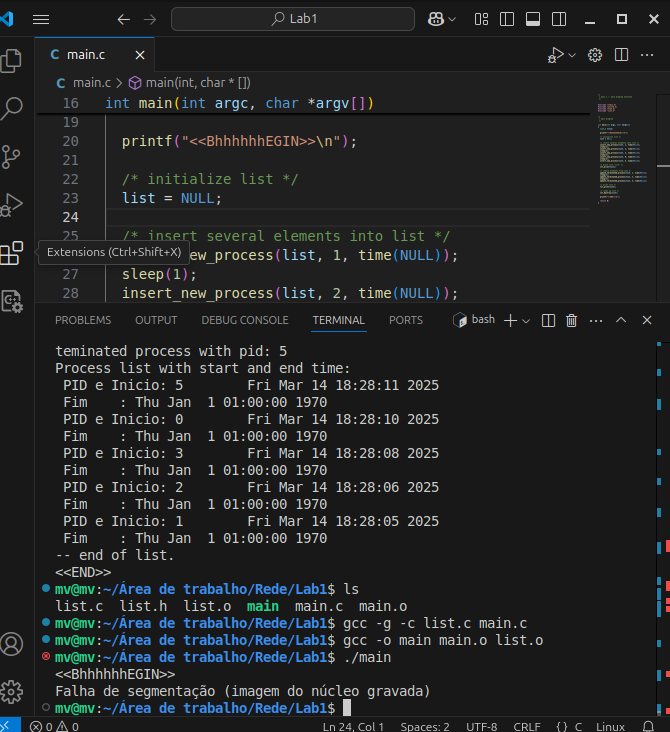 Lab1
main.c
main.c > main(int, char * [])
16 int main(int argc, char *argv[])
19
20 printf("<<BhhhhhhEGIN>>\n");
21
22 /* initialize list */
23 list = NULL;
24
25 /* insert several elements into list */
Extensions (Ctrl+Shift+X)
w_process(list, 1, time(NULL));
27 sleep(1);
28 insert_new_process(list, 2, time(NULL));
PROBLEMS OUTPUT DEBUG CONSOLE TERMINAL PORTS bash
teminated process with pid: 5
Process list with start and end time:
PID e Inicio: 5 Fri Mar 14 18:28:11 2025
Fim : Thu Jan 1 01:00:00 1970
PID e Inicio: 0 Fri Mar 14 18:28:10 2025
Fim : Thu Jan 1 01:00:00 1970
PID e Inicio: 3 Fri Mar 14 18:28:08 2025
Fim : Thu Jan 1 01:00:00 1970
PID e Inicio: 2 Fri Mar 14 18:28:06 2025
Fim : Thu Jan 1 01:00:00 1970
PID e Inicio: 1 Fri Mar 14 18:28:05 2025
Fim : Thu Jan 1 01:00:00 1970
-- end of list.
<<END>>
mv@mv:~/Área de trabalho/Rede/Lab1$ ls
list.c list.h list.o main main.c main.o
mv@mv:~/Área de trabalho/Rede/Lab1$ gcc -g -c list.c main.c
mv@mv:~/Área de trabalho/Rede/Lab1$ gcc -o main main.o list.o
mv@mv:~/Área de trabalho/Rede/Lab1$ ./main
<<BhhhhhhEGIN>>
Falha de segmentação (imagem do núcleo gravada)
mv@mv:~/Área de trabalho/Rede/Lab1$
0 0 Ln 24, Col 1 Spaces: 2 UTF-8 CRLF {} C Linux